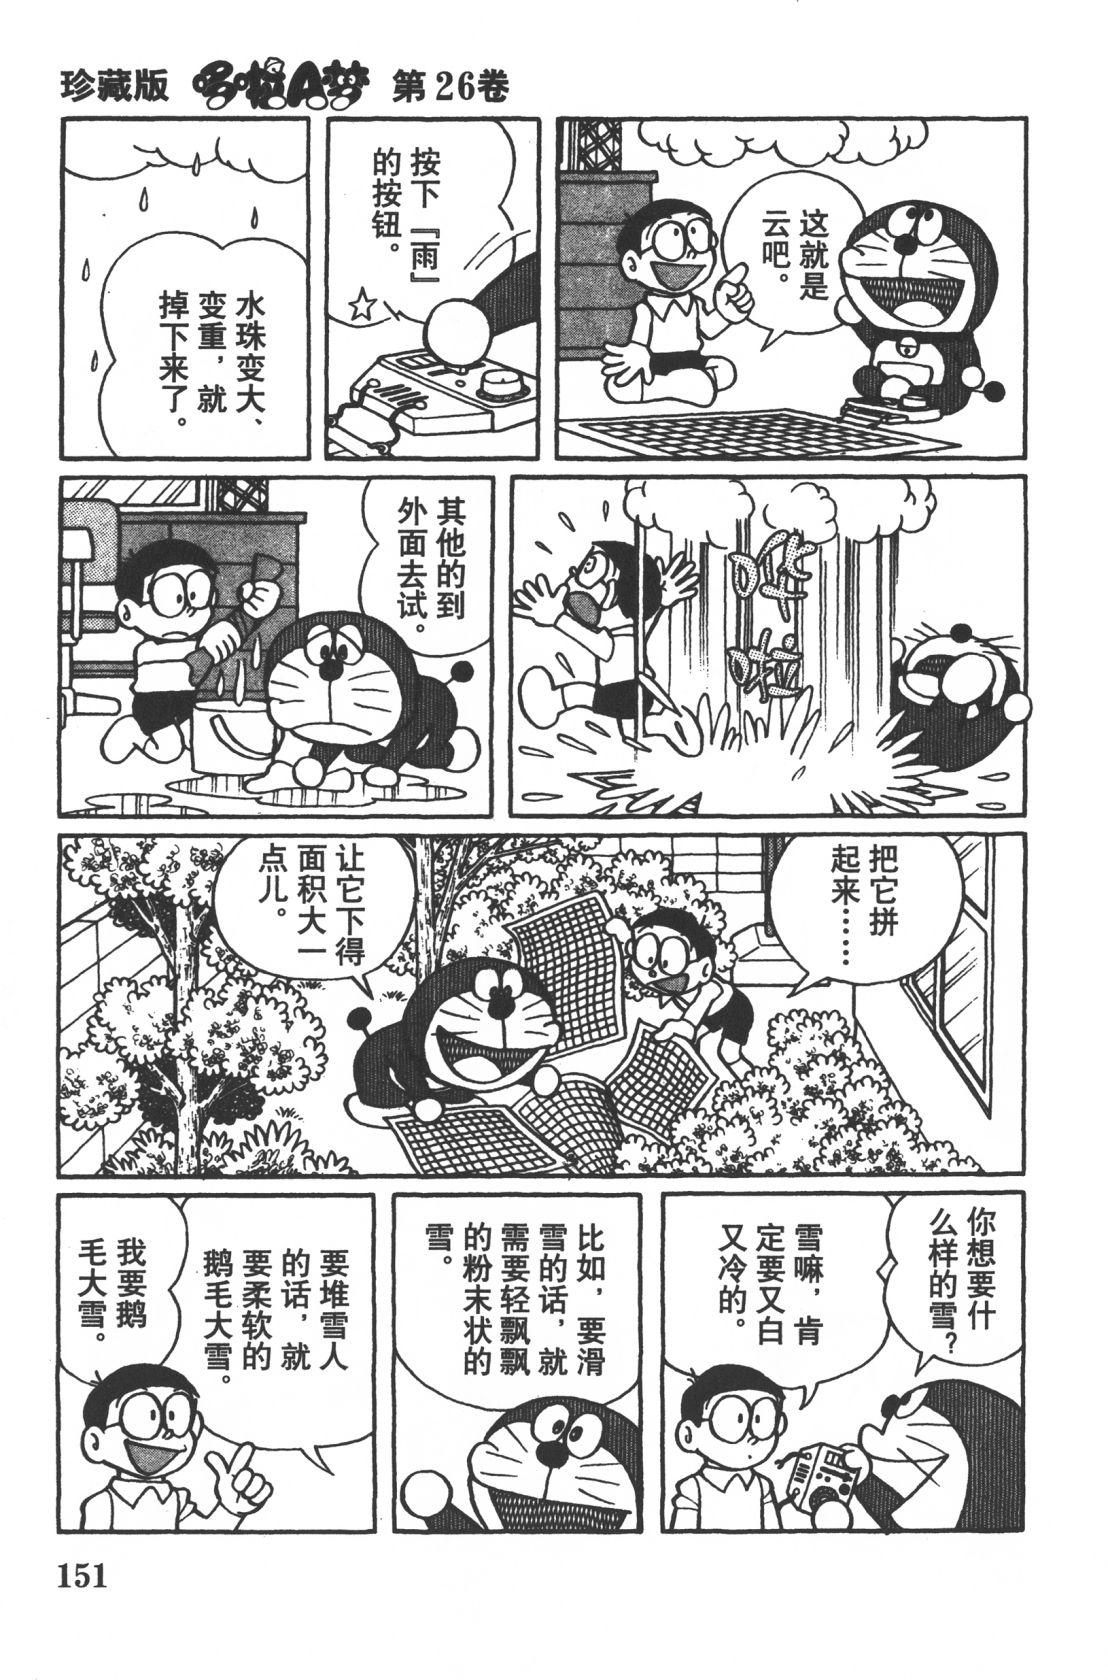 珍藏版 哆啦A梦 第26卷
这就是
云吧。
按下『雨』
的按钮。
水珠变大、
变重，就
掉下来了。
哗啦
其他的到
外面去试。
把它拼
起来……
让它下得
面积大一
点儿。
你想要什
么样的雪？
雪嘛，肯
定要又白
又冷的。
比如，要滑
雪的话，就
需要轻飘飘
的粉末状的
雪。
要堆雪人
的话，就
要柔软的
鹅毛大雪。
我要鹅
毛大雪。
151